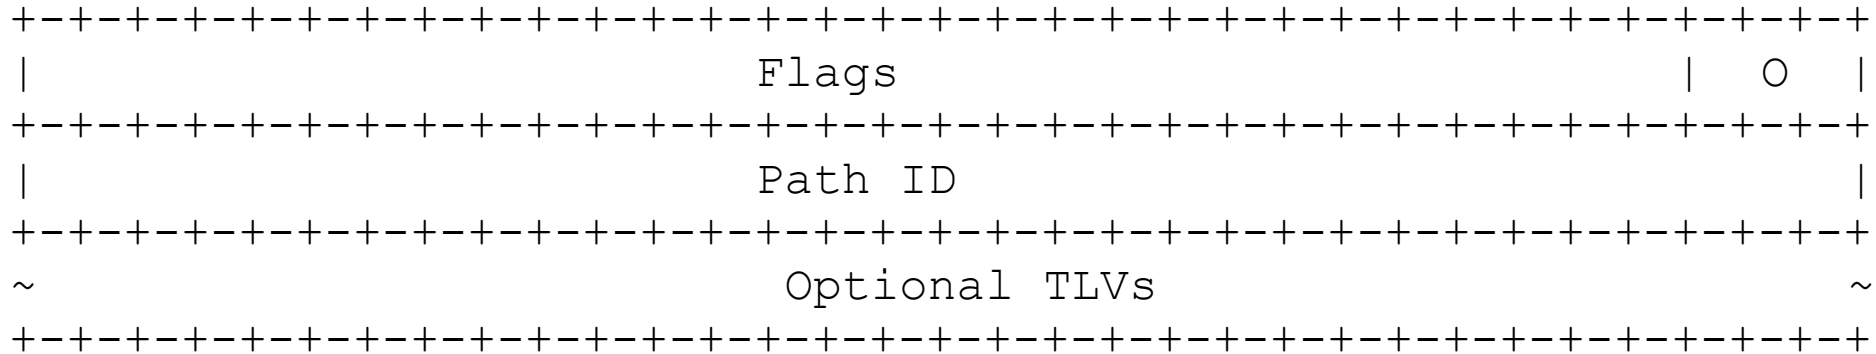 +-+-+-+-+-+-+-+-+-+-+-+-+-+-+-+-+-+-+-+-+-+-+-+-+-+-+-+-+-+-+-+-+-+
|                         Flags                           |  O  |
+-+-+-+-+-+-+-+-+-+-+-+-+-+-+-+-+-+-+-+-+-+-+-+-+-+-+-+-+-+-+-+-+-+
|                         Path ID                               |
+-+-+-+-+-+-+-+-+-+-+-+-+-+-+-+-+-+-+-+-+-+-+-+-+-+-+-+-+-+-+-+-+-+
~                          Optional TLVs                        ~
+-+-+-+-+-+-+-+-+-+-+-+-+-+-+-+-+-+-+-+-+-+-+-+-+-+-+-+-+-+-+-+-+-+